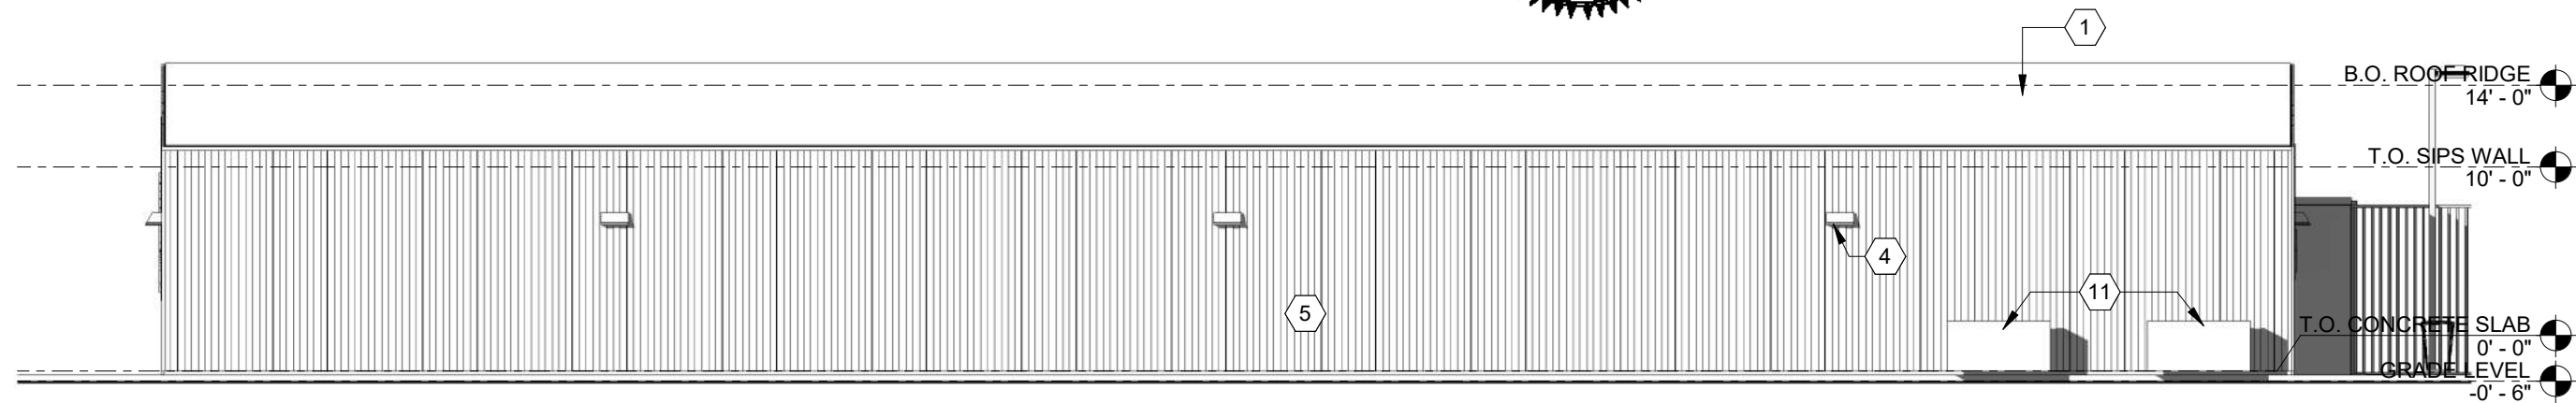 1
B.O. ROOF RIDGE
14' - 0"
T.O. SIPS WALL
10' - 0"
4
11
5
T.O. CONCRETE SLAB
0' - 0"
GRADE LEVEL
-0' - 6"